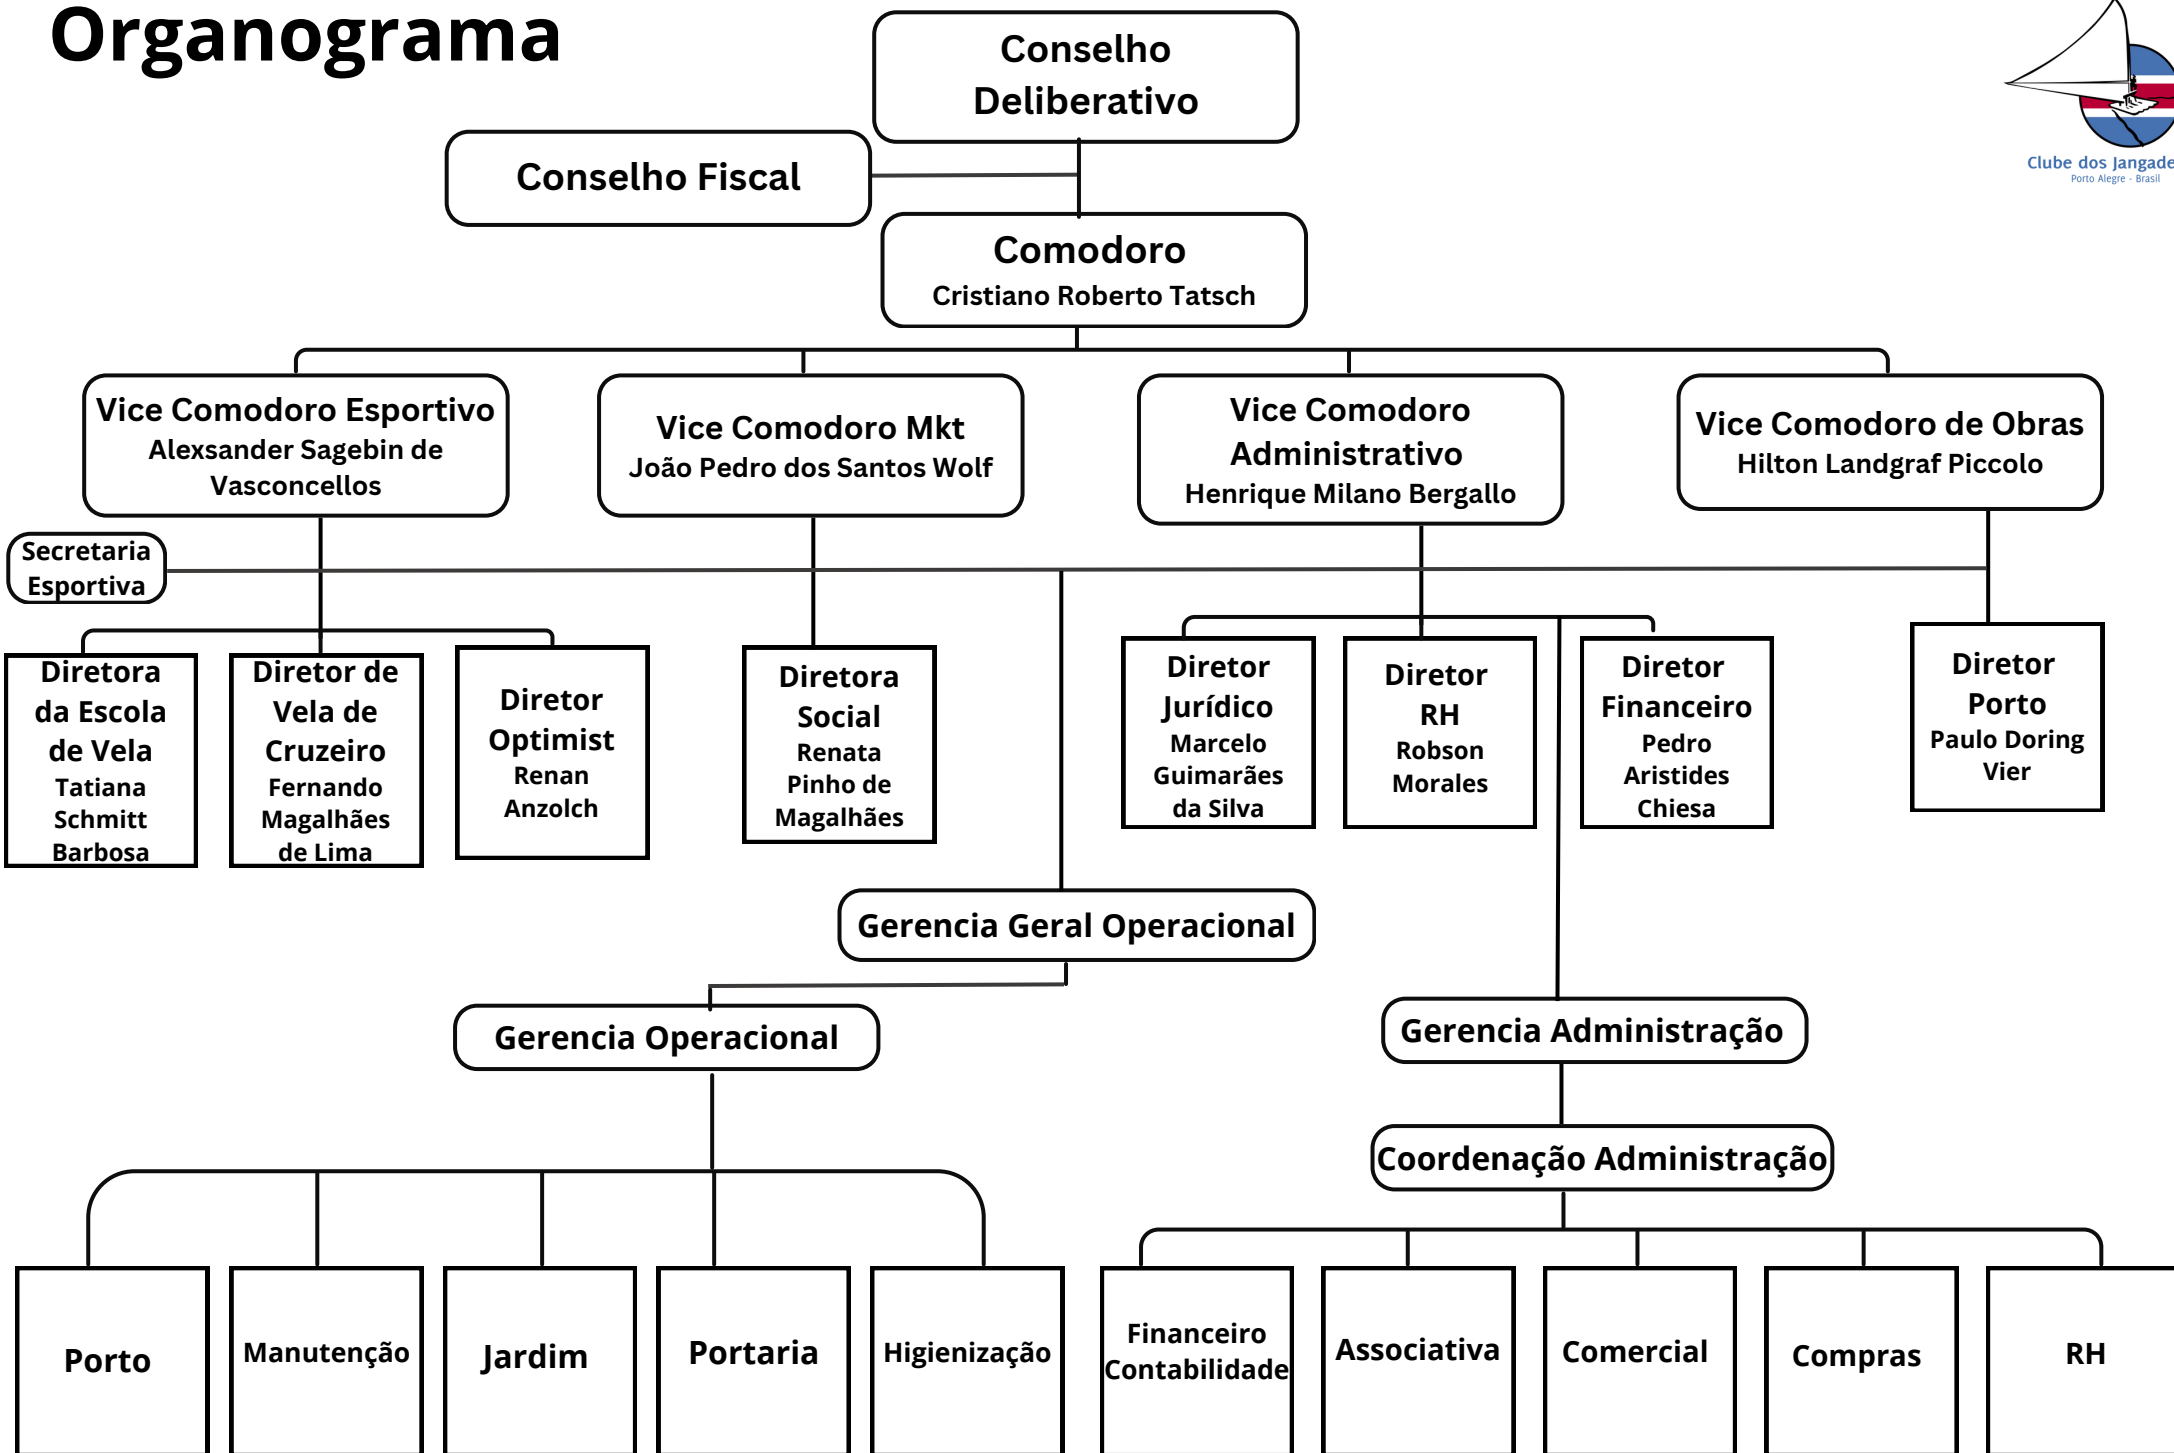 Organograma
Conselho
Deliberativo
Clube dos
Porto Alegre - Brasil
Conselho Fiscal
Comodoro
Cristiano Roberto Tatsch
Vice Comodoro Esportivo
Alexsander Sagebin de
Vasconcellos
Vice Comodoro Mkt
João Pedro dos Santos Wolf
Vice Comodoro
Administrativo
Henrique Milano Bergallo
Vice Comodoro de Obras
Hilton Landgraf Piccolo
Secretaria
Esportiva
Diretora
da Escola
de Vela
Tatiana
Schmitt
Barbosa
Diretor de
Vela de
Cruzeiro
Fernando
Magalhães
de Lima
Diretor
Optimist
Renan
Anzolch
Diretora
Social
Renata
Pinho de
Magalhães
Diretor
Jurídico
Marcelo
Guimarães
da Silva
Diretor
RH
Robson
Morales
Diretor
Financeiro
Pedro
Aristides
Chiesa
Diretor
Porto
Paulo Doring
Vier
Gerencia Geral Operacional
Gerencia Operacional
Gerencia Administração
Coordenação Administração
Porto
Manutenção
Jardim
Portaria
Higienização
Financeiro
Contabilidade
Associativa
Comercial
Compras
RH